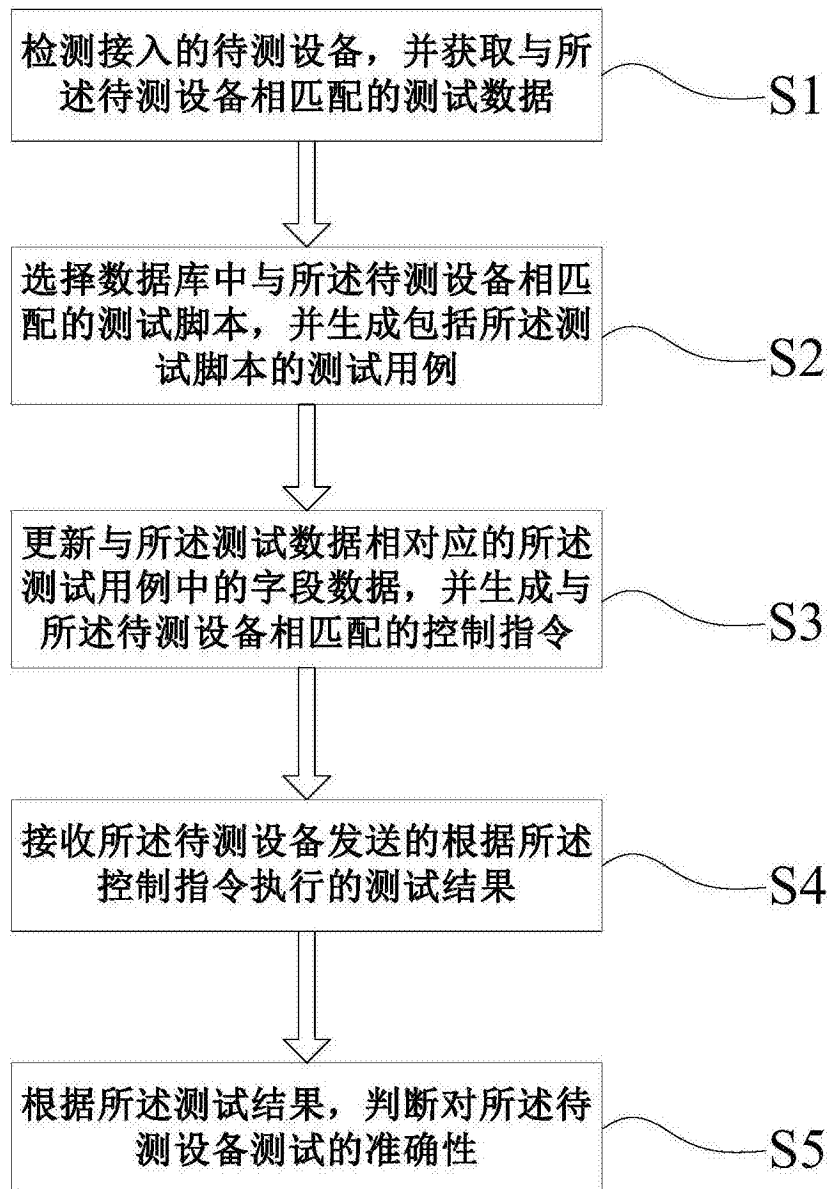 检测接入的待测设备，并获取与所
述待测设备相匹配的测试数据
S1
选择数据库中与所述待测设备相匹
配的测试脚本，并生成包括所述测
试脚本的测试用例
S2
更新与所述测试数据相对应的所述
测试用例中的字段数据，并生成与
所述待测设备相匹配的控制指令
S3
接收所述待测设备发送的根据所述
控制指令执行的测试结果
S4
根据所述测试结果，判断对所述待
测设备测试的准确性
S5